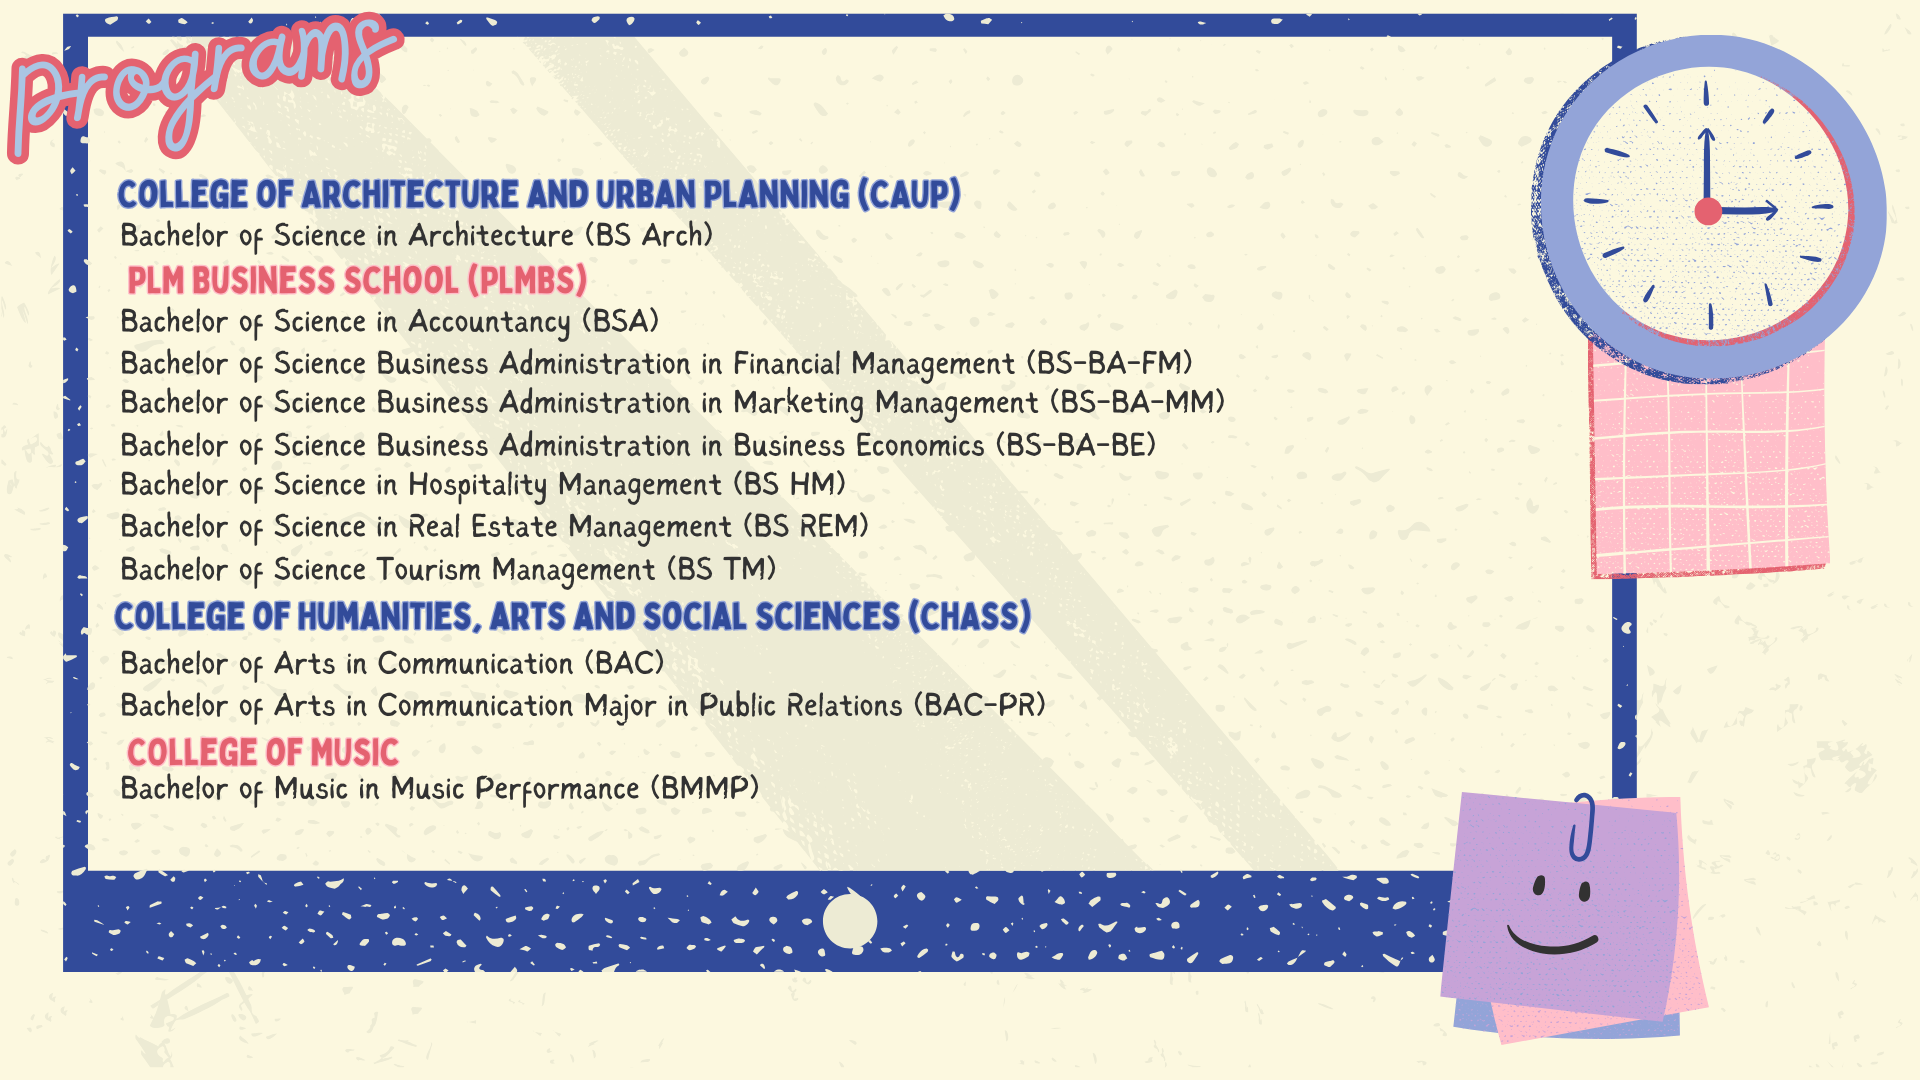 programs
COLLEGE OF ARCHITECTURE AND URBAN PLANNING (CAUP)
Bachelor of Science in Architecture (BS Arch)
PLM BUSINESS SCHOOL (PLMBS)
Bachelor of Science in Accountancy (BSA)
Bachelor of Science Business Administration in Financial Management (BS-BA-FM)
Bachelor of Science Business Administration in Marketing Management (BS-BA-MM)
Bachelor of Science Business Administration in Business Economics (BS-BA-BE)
Bachelor of Science in Hospitality Management (BS HM)
Bachelor of Science in Real Estate Management (BS REM)
Bachelor of Science Tourism Management (BS TM)
COLLEGE OF HUMANITIES, ARTS AND SOCIAL SCIENCES (CHASS)
Bachelor of Arts in Communication (BAC)
Bachelor of Arts in Communication Major in Public Relations (BAC-PR)
COLLEGE OF MUSIC
Bachelor of Music in Music Performance (BMMP)